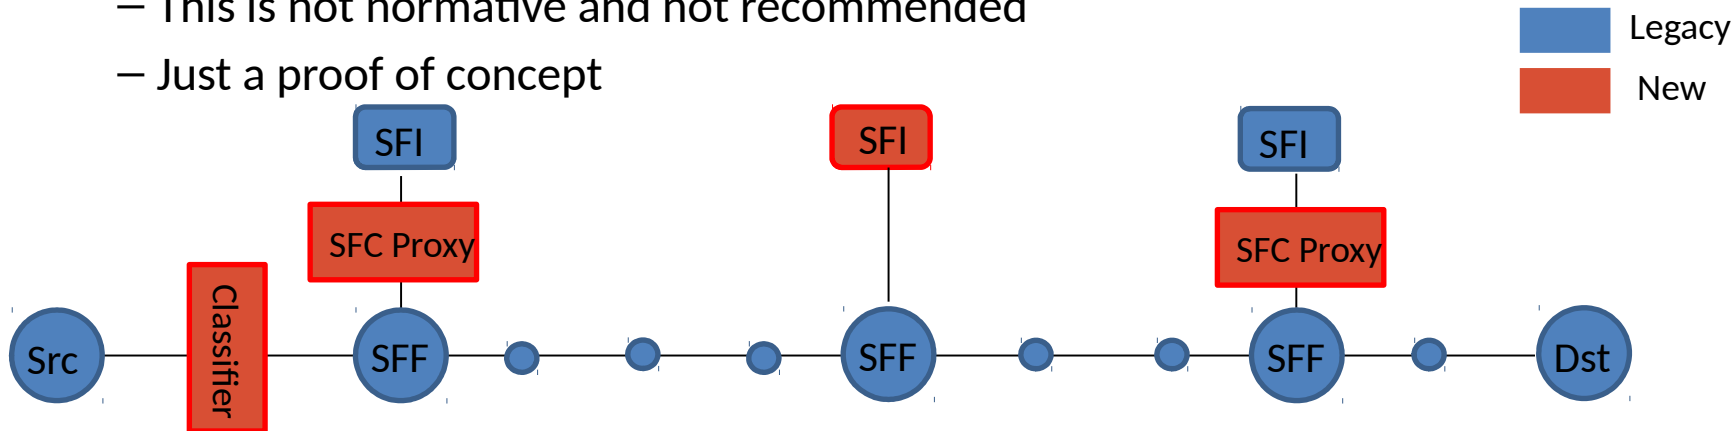 – This is not normative and not recommended
– Just a proof of concept
Legacy
New
SFI
SFI
SFI
SFC Proxy
SFC Proxy
Classifier
Src
SFF
SFF
SFF
Dst